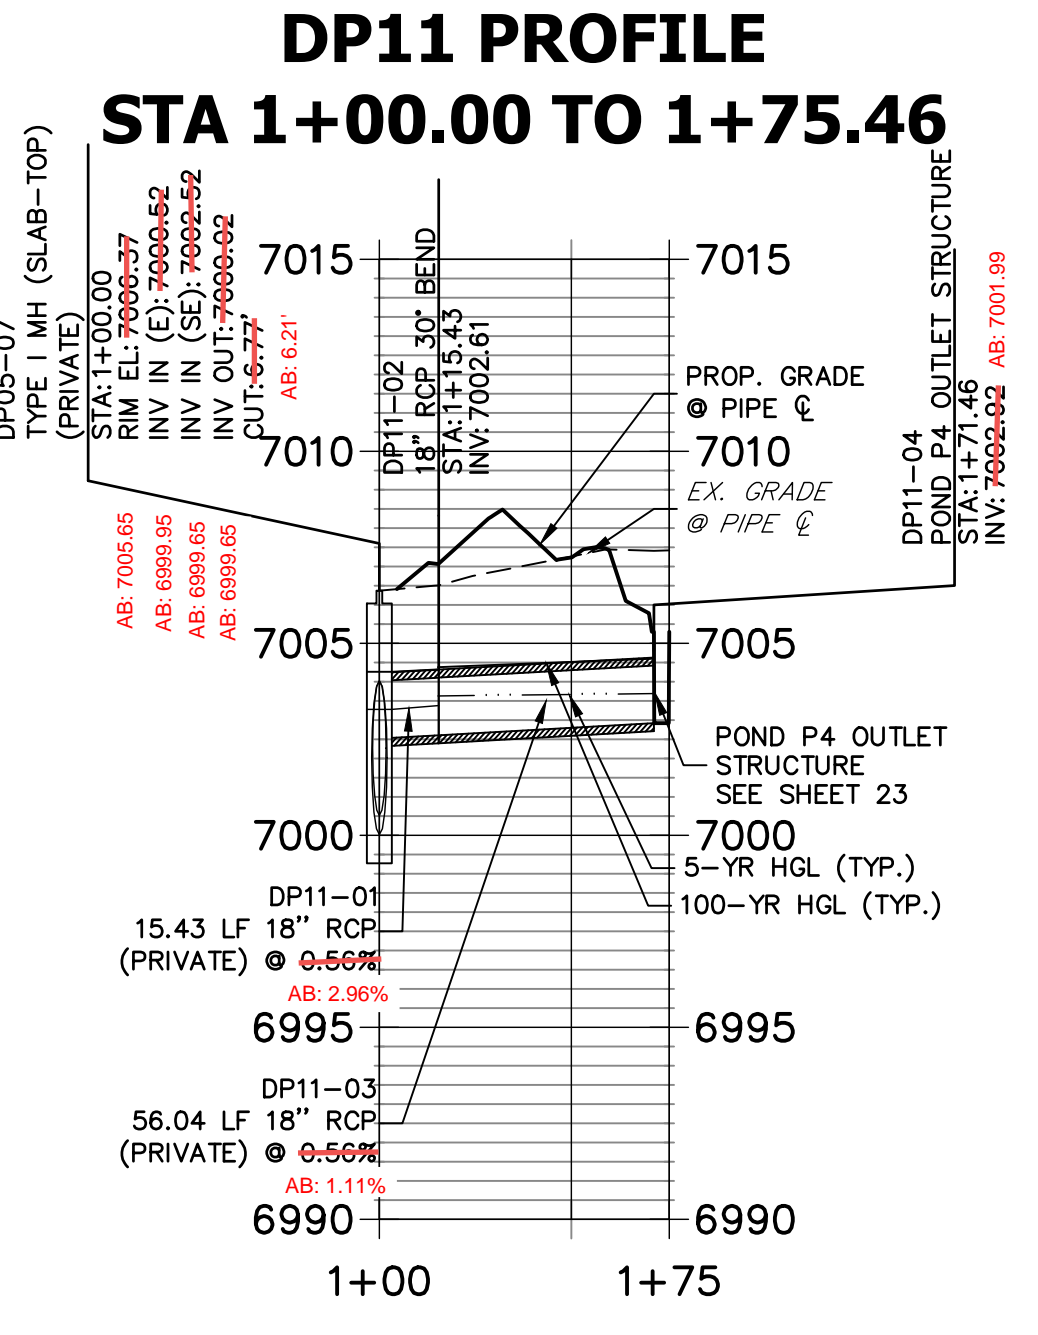 DP11 PROFILE
STA 1+00.00 TO 1+75.46
DP05-07
TYPE I MH (SLAB-TOP)
(PRIVATE)
STA:1+00.00
RIM EL: 7006.37
INV IN (E): 7000.52
INV IN (SE): 7002.52
INV OUT: 7000.02
CUT: 6.77'
AB: 6.21'
AB: 7005.65
AB: 6999.95
AB: 6999.65
AB: 6999.65
DP11-02
18" RCP 30° BEND
STA:1+15.43
INV:7002.61
PROP. GRADE
@ PIPE ℄
EX. GRADE
@ PIPE ℄
DP11-04
POND P4 OUTLET STRUCTURE
STA:1+71.46
INV: 7002.92
AB: 7001.99
7015
7015
7010
7010
7005
7005
POND P4 OUTLET
STRUCTURE
SEE SHEET 23
7000
7000
5-YR HGL (TYP.)
100-YR HGL (TYP.)
DP11-01
15.43 LF 18" RCP
(PRIVATE) @ 0.56%
AB: 2.96%
6995
6995
DP11-03
56.04 LF 18" RCP
(PRIVATE) @ 0.56%
AB: 1.11%
6990
6990
1+00
1+75